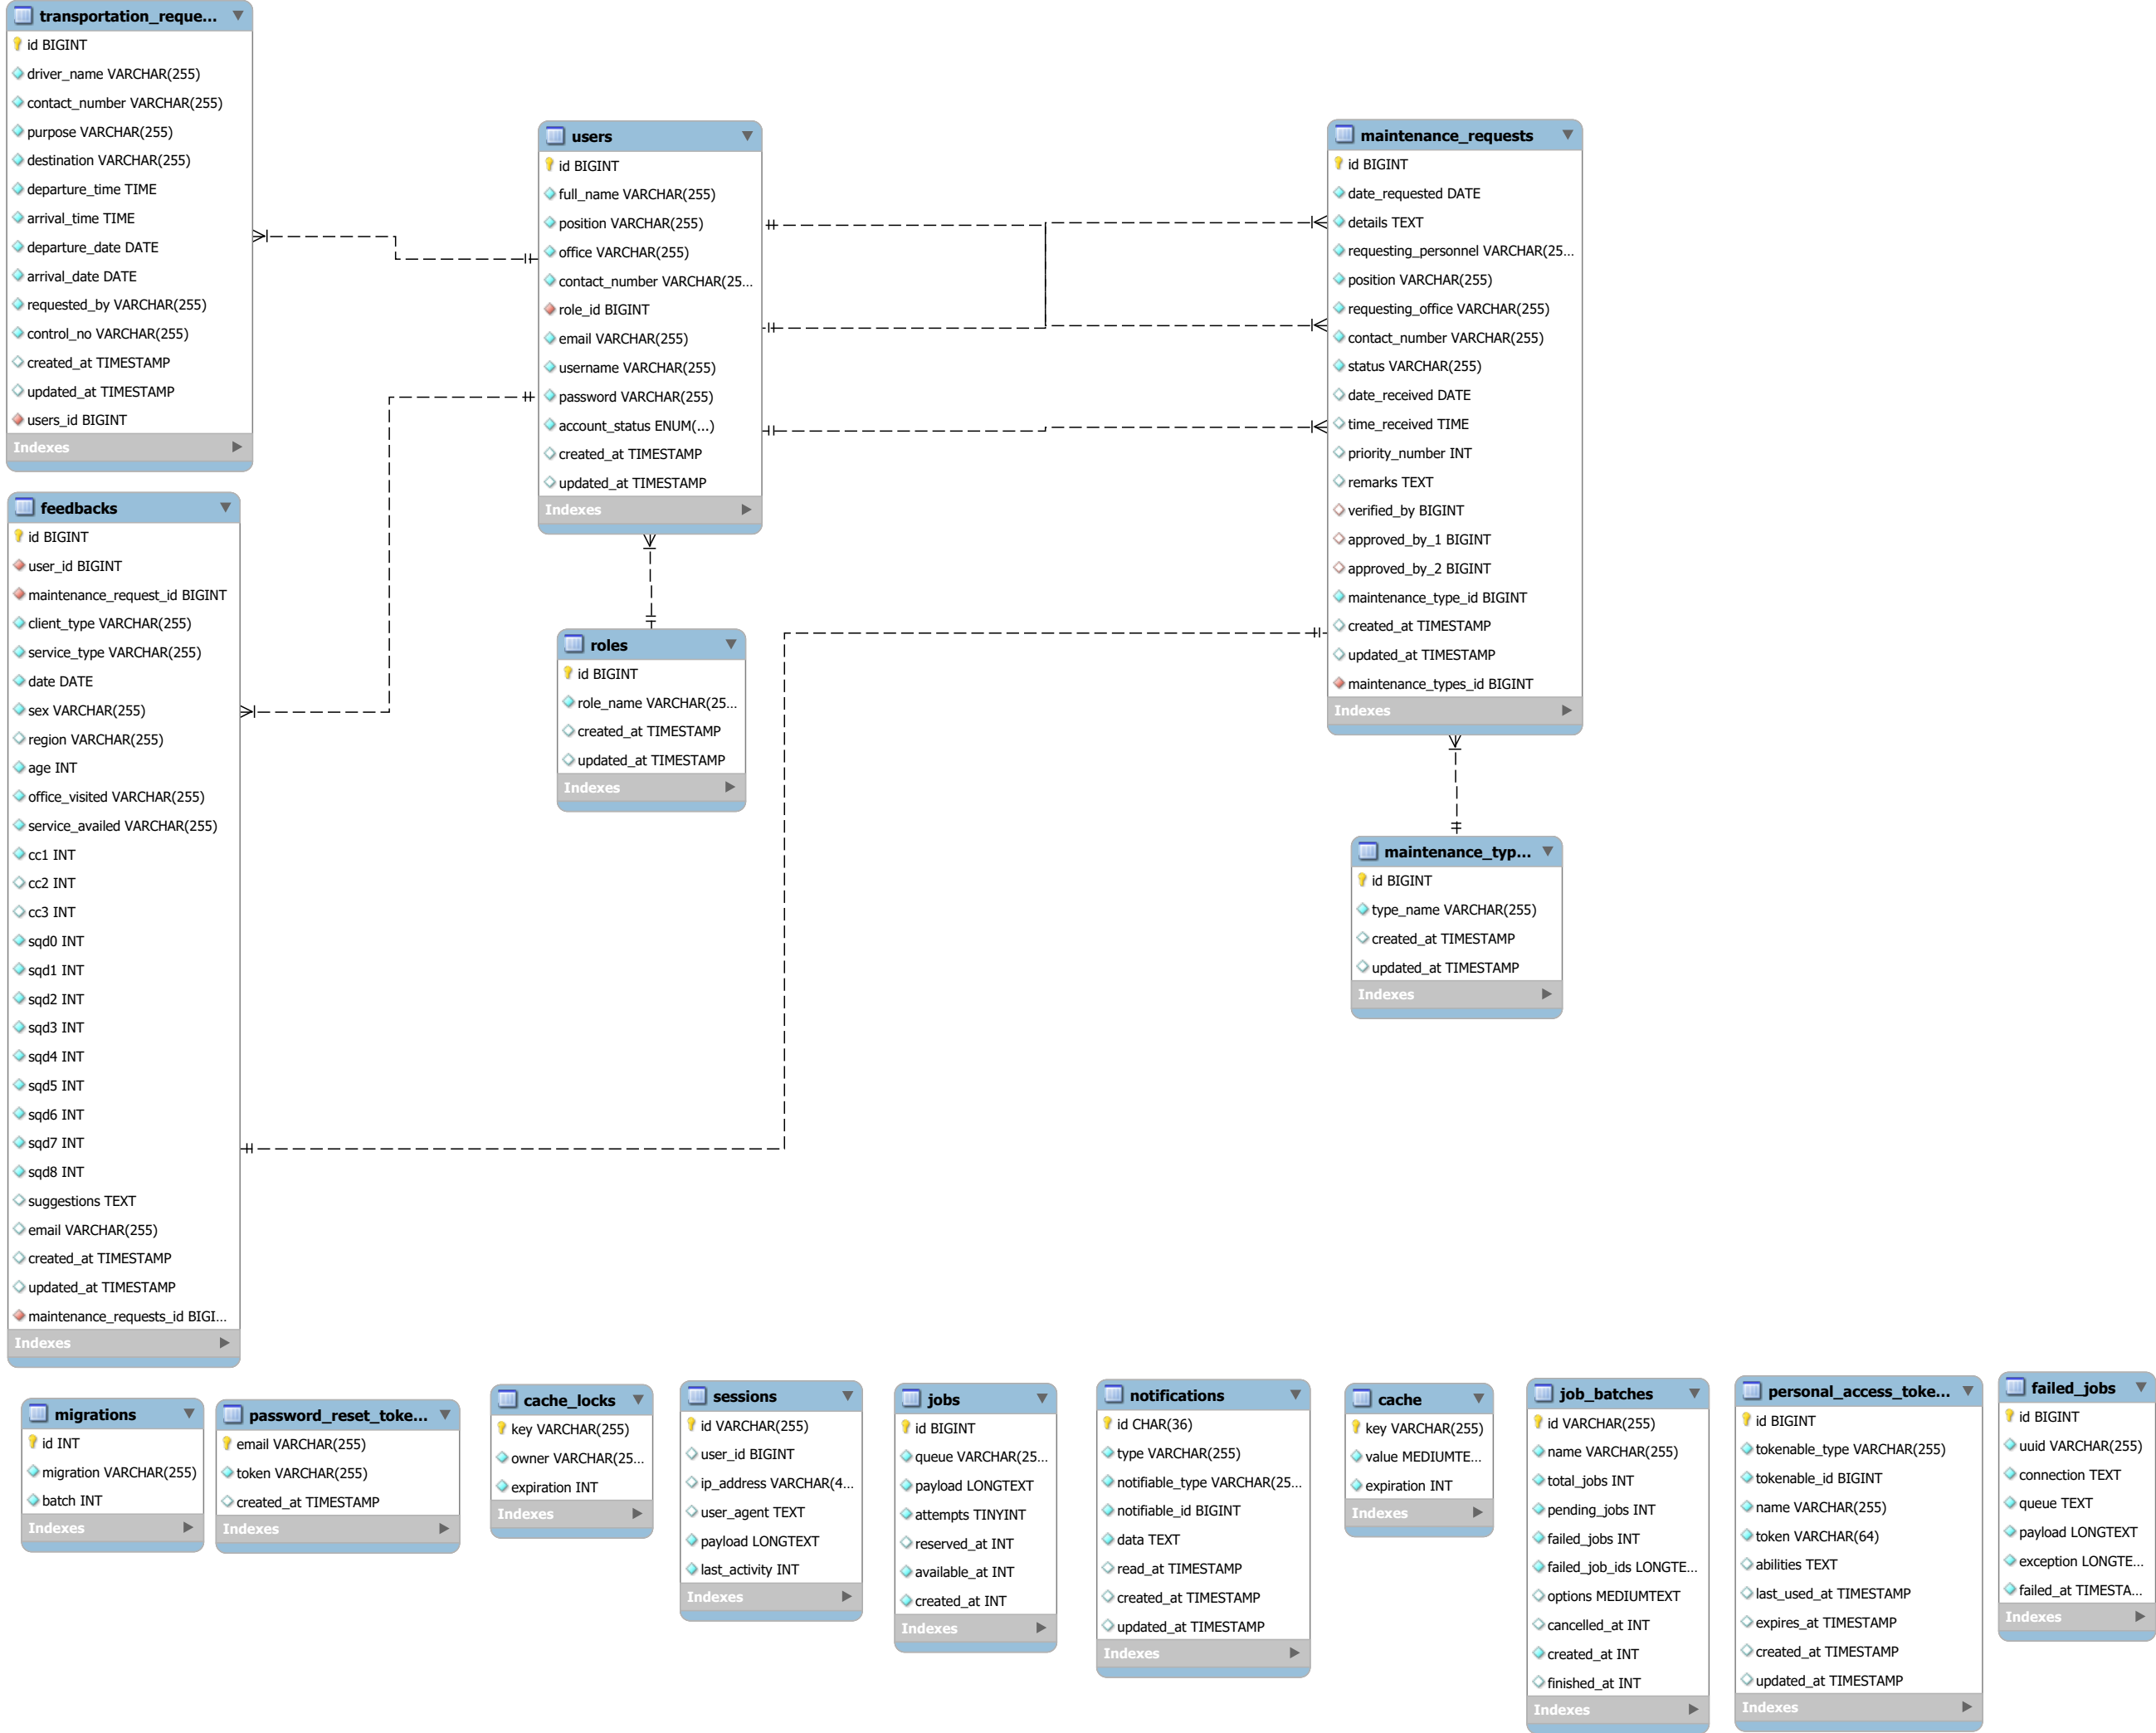 transportation_reque...
id BIGINT
driver_name VARCHAR(255)
contact_number VARCHAR(255)
purpose VARCHAR(255)
destination VARCHAR(255)
departure_time TIME
arrival_time TIME
departure_date DATE
arrival_date DATE
requested_by VARCHAR(255)
control_no VARCHAR(255)
created_at TIMESTAMP
updated_at TIMESTAMP
users_id BIGINT
Indexes
users
id BIGINT
full_name VARCHAR(255)
position VARCHAR(255)
office VARCHAR(255)
contact_number VARCHAR(25...
role_id BIGINT
email VARCHAR(255)
username VARCHAR(255)
password VARCHAR(255)
account_status ENUM(...)
created_at TIMESTAMP
updated_at TIMESTAMP
Indexes
maintenance_requests
id BIGINT
date_requested DATE
details TEXT
requesting_personnel VARCHAR(25...
position VARCHAR(255)
requesting_office VARCHAR(255)
contact_number VARCHAR(255)
status VARCHAR(255)
date_received DATE
time_received TIME
priority_number INT
remarks TEXT
verified_by BIGINT
approved_by_1 BIGINT
approved_by_2 BIGINT
maintenance_type_id BIGINT
created_at TIMESTAMP
updated_at TIMESTAMP
maintenance_types_id BIGINT
Indexes
feedbacks
id BIGINT
user_id BIGINT
maintenance_request_id BIGINT
client_type VARCHAR(255)
service_type VARCHAR(255)
date DATE
sex VARCHAR(255)
region VARCHAR(255)
age INT
office_visited VARCHAR(255)
service_availed VARCHAR(255)
cc1 INT
cc2 INT
cc3 INT
sqd0 INT
sqd1 INT
sqd2 INT
sqd3 INT
sqd4 INT
sqd5 INT
sqd6 INT
sqd7 INT
sqd8 INT
suggestions TEXT
email VARCHAR(255)
created_at TIMESTAMP
updated_at TIMESTAMP
maintenance_requests_id BIGI...
Indexes
roles
id BIGINT
role_name VARCHAR(25...
created_at TIMESTAMP
updated_at TIMESTAMP
Indexes
maintenance_typ...
id BIGINT
type_name VARCHAR(255)
created_at TIMESTAMP
updated_at TIMESTAMP
Indexes
migrations
id INT
migration VARCHAR(255)
batch INT
Indexes
password_reset_toke...
email VARCHAR(255)
token VARCHAR(255)
created_at TIMESTAMP
Indexes
cache_locks
key VARCHAR(255)
owner VARCHAR(25...
expiration INT
Indexes
sessions
id VARCHAR(255)
user_id BIGINT
ip_address VARCHAR(4...
user_agent TEXT
payload LONGTEXT
last_activity INT
Indexes
jobs
id BIGINT
queue VARCHAR(25...
payload LONGTEXT
attempts TINYINT
reserved_at INT
available_at INT
created_at INT
Indexes
notifications
id CHAR(36)
type VARCHAR(255)
notifiable_type VARCHAR(25...
notifiable_id BIGINT
data TEXT
read_at TIMESTAMP
created_at TIMESTAMP
updated_at TIMESTAMP
Indexes
cache
key VARCHAR(255)
value MEDIUMTE...
expiration INT
Indexes
job_batches
id VARCHAR(255)
name VARCHAR(255)
total_jobs INT
pending_jobs INT
failed_jobs INT
failed_job_ids LONGTE...
options MEDIUMTEXT
cancelled_at INT
created_at INT
finished_at INT
Indexes
personal_access_toke...
id BIGINT
tokenable_type VARCHAR(255)
tokenable_id BIGINT
name VARCHAR(255)
token VARCHAR(64)
abilities TEXT
last_used_at TIMESTAMP
expires_at TIMESTAMP
created_at TIMESTAMP
updated_at TIMESTAMP
Indexes
failed_jobs
id BIGINT
uuid VARCHAR(255)
connection TEXT
queue TEXT
payload LONGTEXT
exception LONGTE...
failed_at TIMESTA...
Indexes